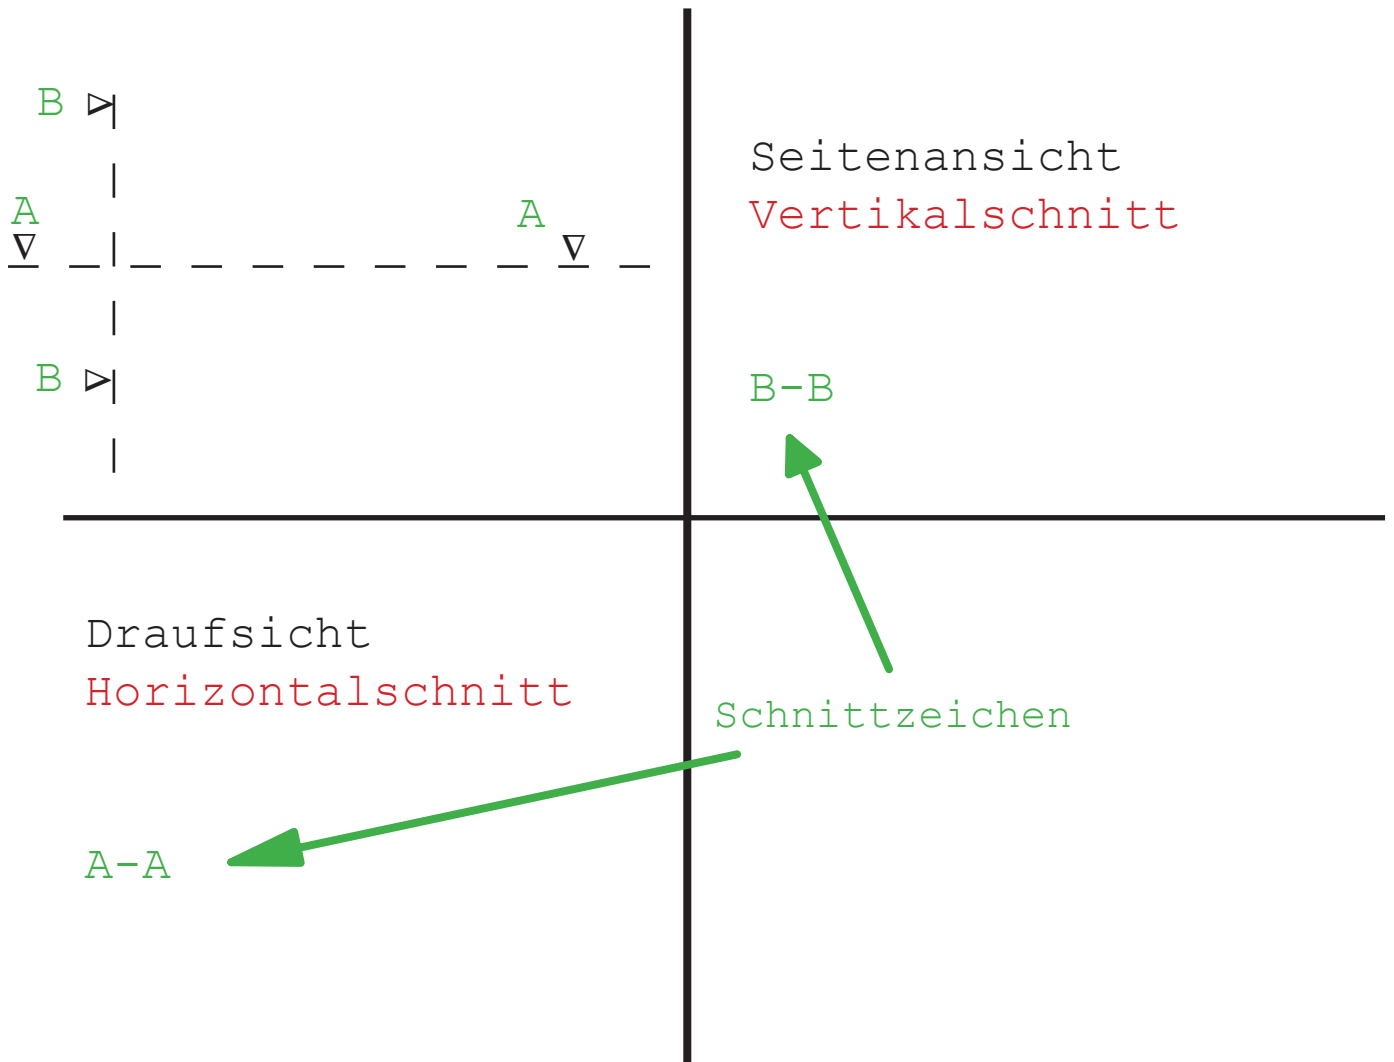 B
A
A
B
Seitenansicht
Vertikalschnitt
B-B
Draufsicht
Horizontalschnitt
Schnittzeichen
A-A